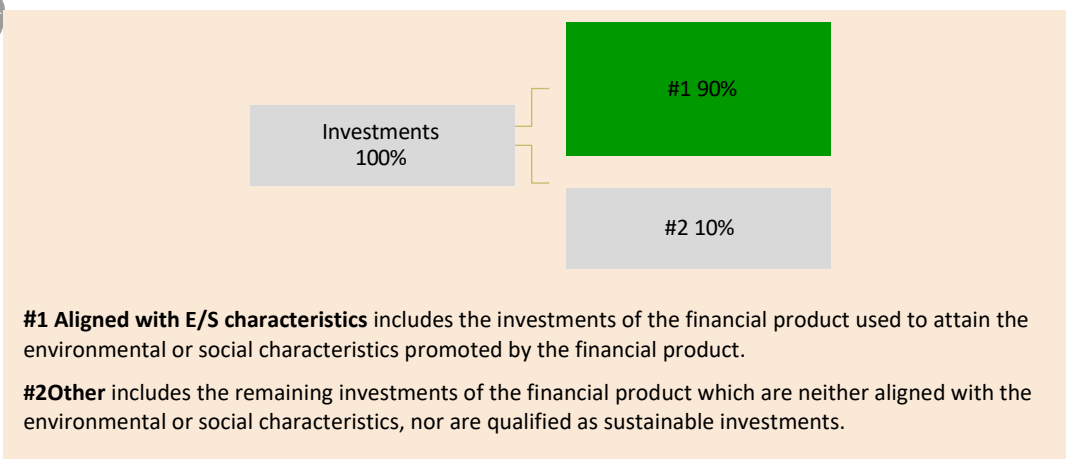 #1 90%
Investments
100%
#2 10%
#1 Aligned with E/S characteristics includes the investments of the financial product used to attain the
environmental or social characteristics promoted by the financial product.
#2Other includes the remaining investments of the financial product which are neither aligned with the
environmental or social characteristics, nor are qualified as sustainable investments.